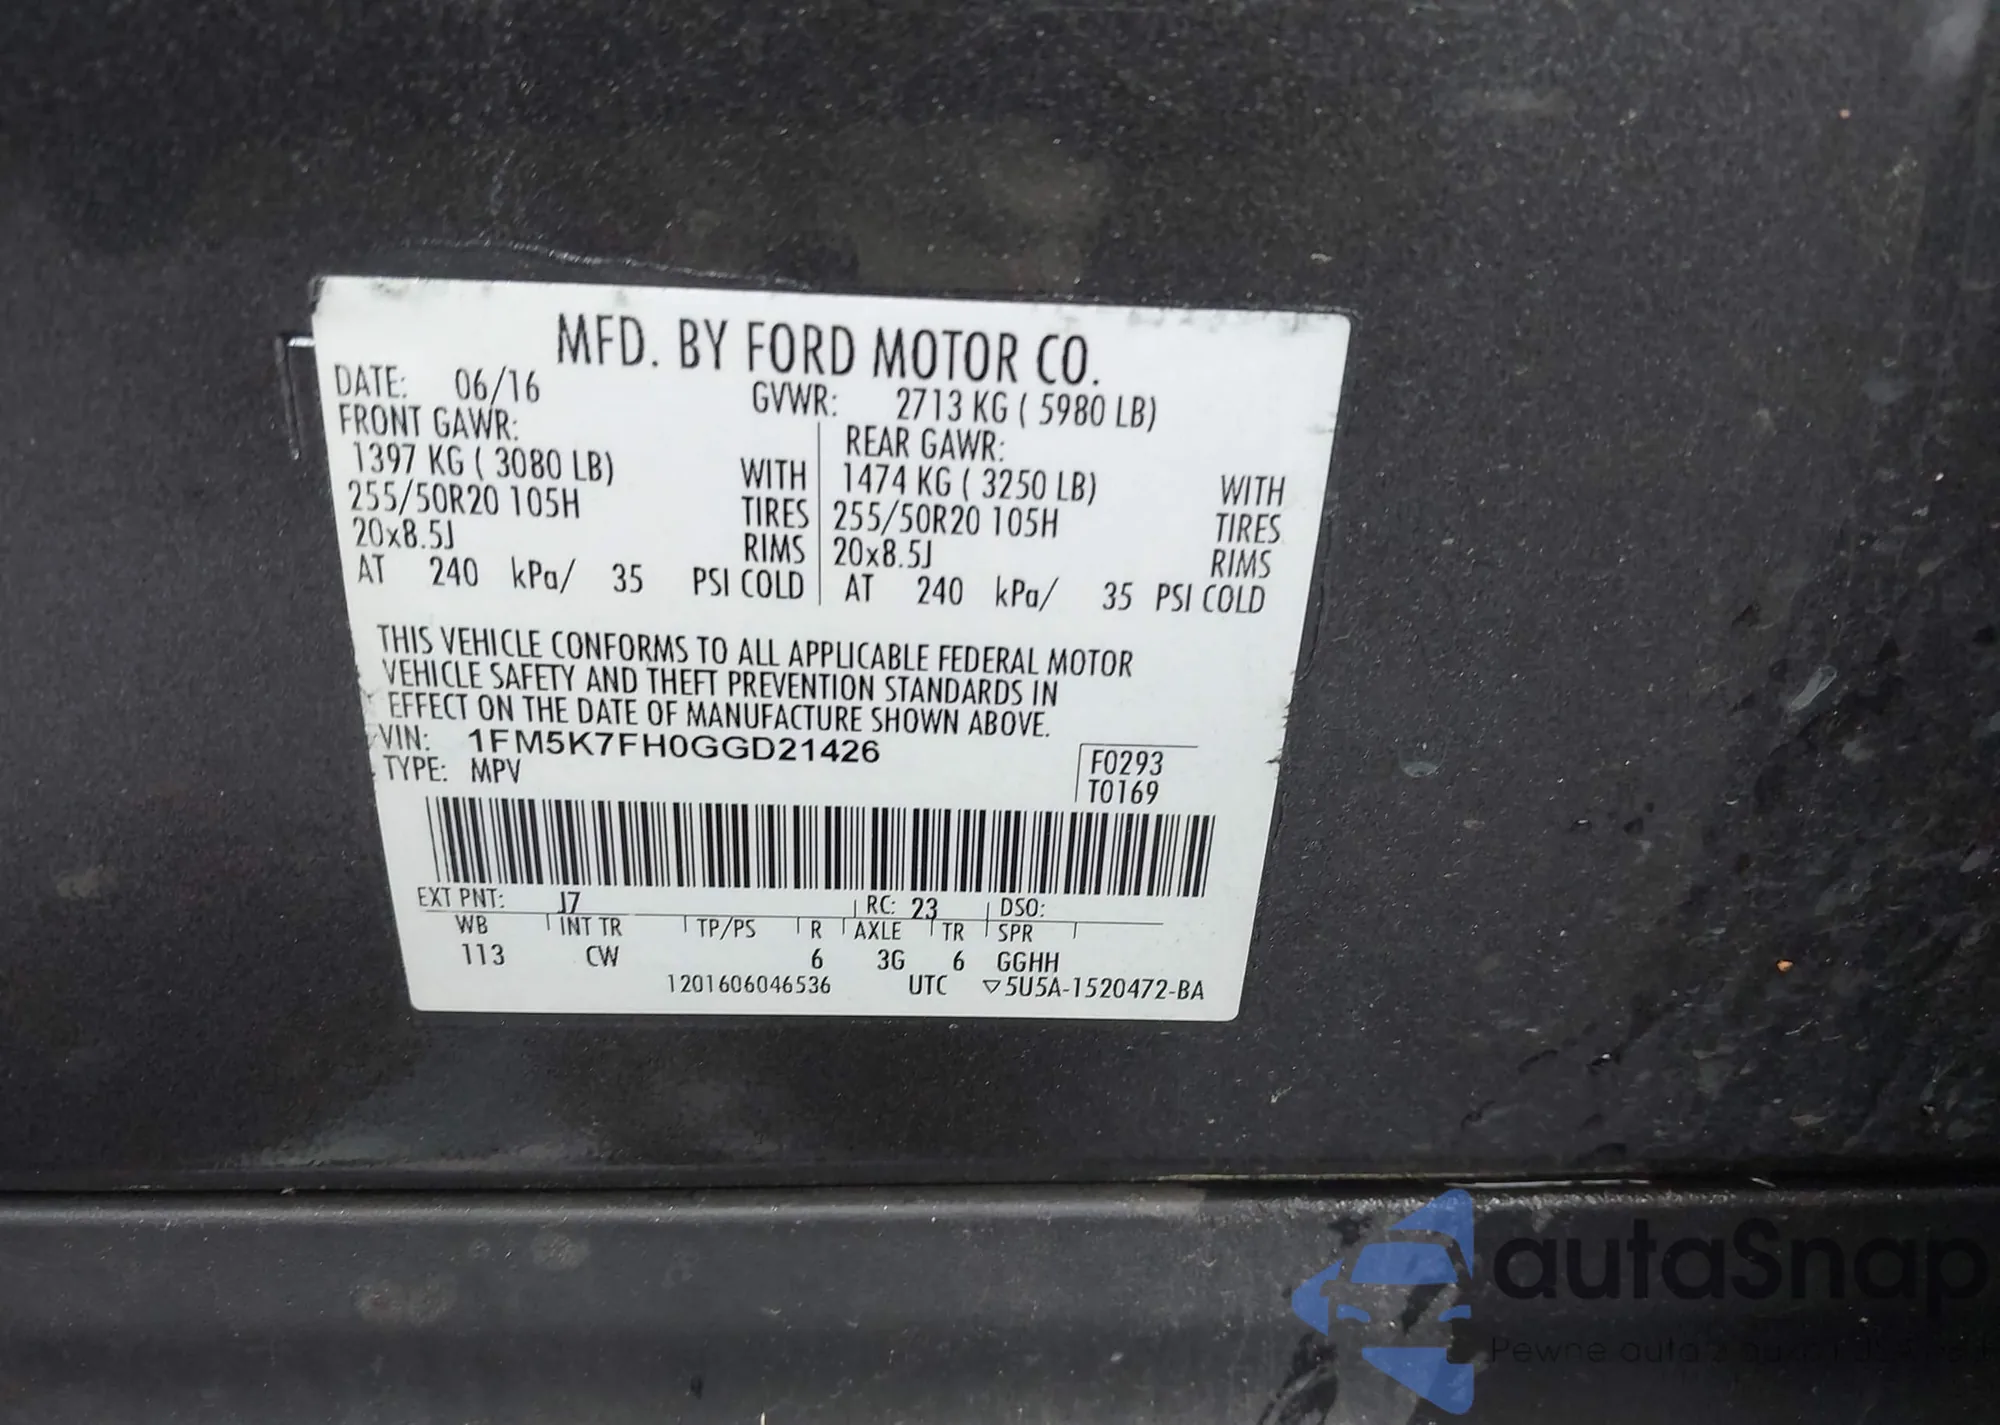 MFD. BY FORD MOTOR CO.
DATE: 06/16 GVWR: 2713 KG ( 5980 LB)
FRONT GAWR: REAR GAWR:
1397 KG ( 3080 LB) WITH 1474 KG ( 3250 LB) WITH
255/50R20 105H TIRES 255/50R20 105H TIRES
20x8.5J RIMS 20x8.5J RIMS
AT 240 kPa/ 35 PSI COLD AT 240 kPa/ 35 PSI COLD
THIS VEHICLE CONFORMS TO ALL APPLICABLE FEDERAL MOTOR
VEHICLE SAFETY AND THEFT PREVENTION STANDARDS IN
EFFECT ON THE DATE OF MANUFACTURE SHOWN ABOVE.
VIN: 1FM5K7FH0GGD21426 F0293
TYPE: MPV T0169
EXT PNT: J7 RC: 23 DSO:
WB INT TR TP/PS R AXLE TR SPR
113 CW 6 3G 6 GGHH
1201606046536 UTC ▽5U5A-1520472-BA
autaSnap
Pewne auta z